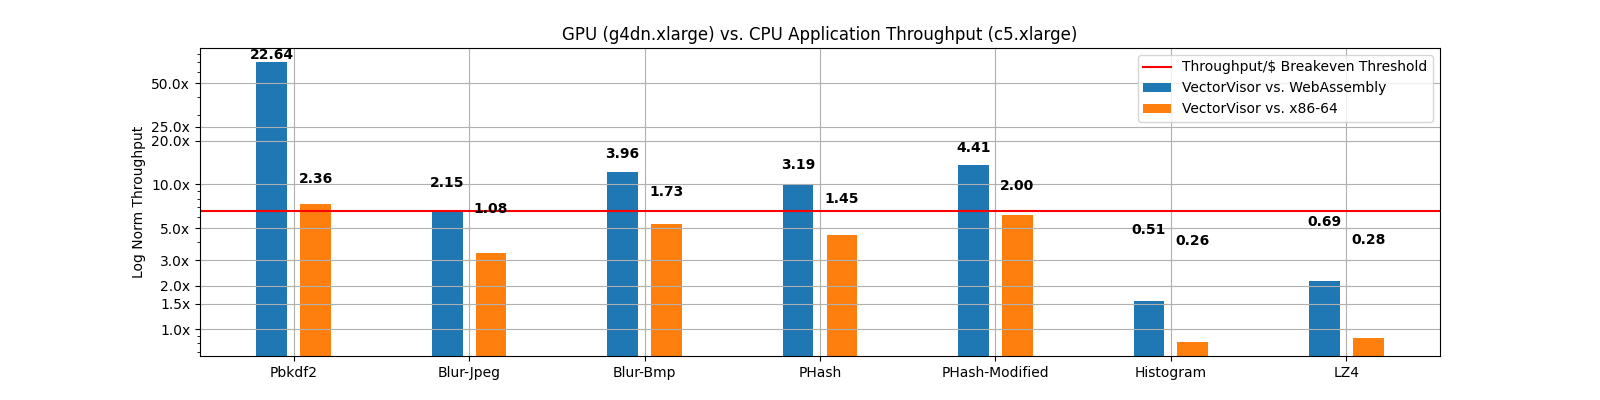 GPU (g4dn.xlarge) vs. CPU Application Throughput (c5.xlarge)
Log Norm Throughput
50.0x
25.0x
20.0x
10.0x
5.0x
3.0x
2.0x
1.5x
1.0x
Throughput/$ Breakeven Threshold
VectorVisor vs. WebAssembly
VectorVisor vs. x86-64
22.64
2.36
2.15
1.08
3.96
1.73
3.19
1.45
4.41
2.00
0.51
0.26
0.69
0.28
Pbkdf2
Blur-Jpeg
Blur-Bmp
PHash
PHash-Modified
Histogram
LZ4